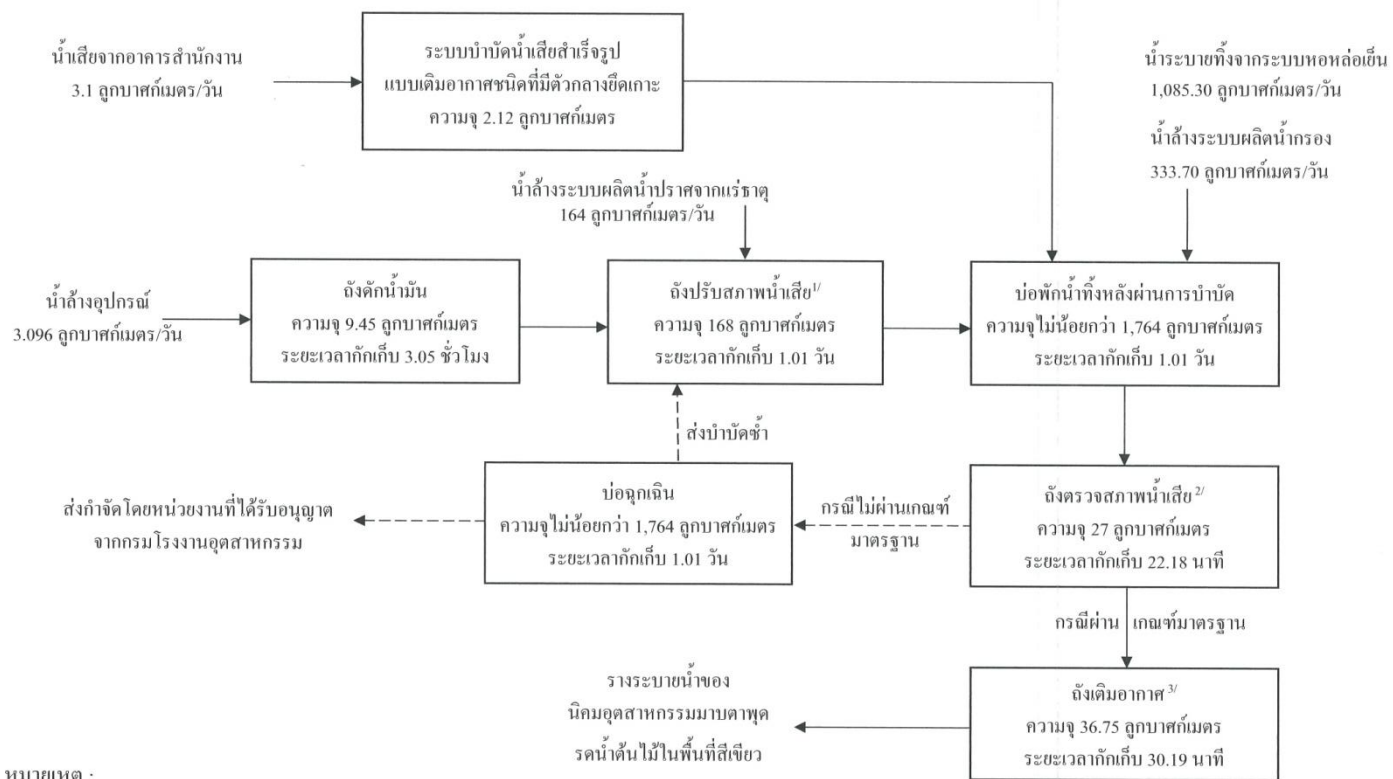 น้ำเสียจากอาคารสำนักงาน
3.1 ลูกบาศก์เมตร/วัน
ระบบบำบัดน้ำเสียสำเร็จรูป
แบบเติมอากาศชนิดที่มีตัวกลางยึดเกาะ
ความจุ 2.12 ลูกบาศก์เมตร
น้ำระบายทิ้งจากระบบหอหล่อเย็น
1,085.30 ลูกบาศก์เมตร/วัน
น้ำล้างระบบผลิตน้ำกรอง
333.70 ลูกบาศก์เมตร/วัน
น้ำล้างระบบผลิตน้ำปราศจากแร่ธาตุ
164 ลูกบาศก์เมตร/วัน
น้ำล้างอุปกรณ์
3.096 ลูกบาศก์เมตร/วัน
ถังดักน้ำมัน
ความจุ 9.45 ลูกบาศก์เมตร
ระยะเวลากักเก็บ 3.05 ชั่วโมง
ถังปรับสภาพน้ำเสีย 1/
ความจุ 168 ลูกบาศก์เมตร
ระยะเวลากักเก็บ 1.01 วัน
บ่อพักน้ำทิ้งหลังผ่านการบำบัด
ความจุไม่น้อยกว่า 1,764 ลูกบาศก์เมตร
ระยะเวลากักเก็บ 1.01 วัน
ส่งบำบัดซ้ำ
ส่งกำจัดโดยหน่วยงานที่ได้รับอนุญาต
จากกรมโรงงานอุตสาหกรรม
บ่อฉุกเฉิน
ความจุไม่น้อยกว่า 1,764 ลูกบาศก์เมตร
ระยะเวลากักเก็บ 1.01 วัน
กรณีไม่ผ่านเกณฑ์
มาตรฐาน
ถังตรวจสภาพน้ำเสีย 2/
ความจุ 27 ลูกบาศก์เมตร
ระยะเวลากักเก็บ 22.18 นาที
กรณีผ่าน เกณฑ์มาตรฐาน
รางระบายน้ำของ
นิคมอุตสาหกรรมมาบตาพุด
รดน้ำต้นไม้ในพื้นที่สีเขียว
ถังเติมอากาศ 3/
ความจุ 36.75 ลูกบาศก์เมตร
ระยะเวลากักเก็บ 30.19 นาที
หมายเหตุ :